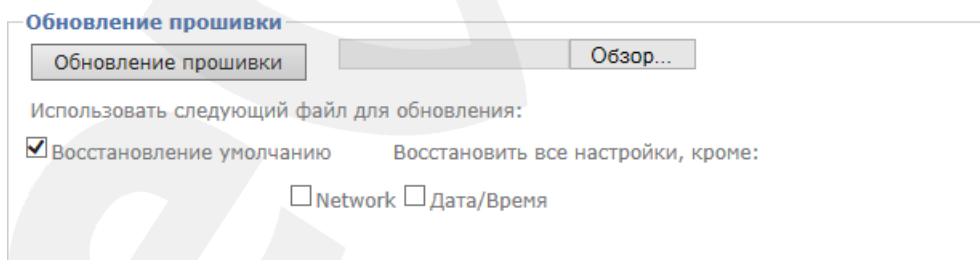 Обновление прошивки
Обновление прошивки Обзор...
Использовать следующий файл для обновления:
Восстановление умолчанию Восстановить все настройки, кроме:
Network Дата/Время